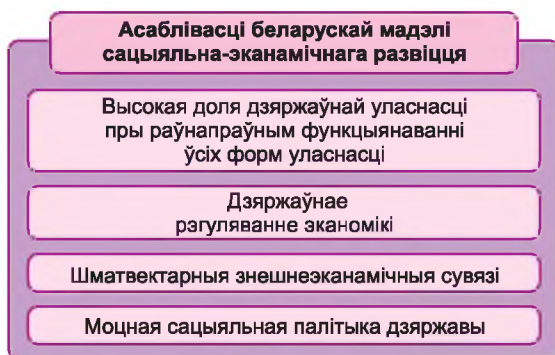 Асаблівасці беларускай мадэлі
сацыяльна-эканамічнага развіцця
Высокая доля дзяржаўнай уласнасці
пры раўнапраўным функцыянаванні
ўсіх форм уласнасці
Дзяржаўнае
рэгуляванне эканомікі
Шматвектарныя знешнеэканамічныя сувязі
Моцная сацыяльная палітыка дзяржавы